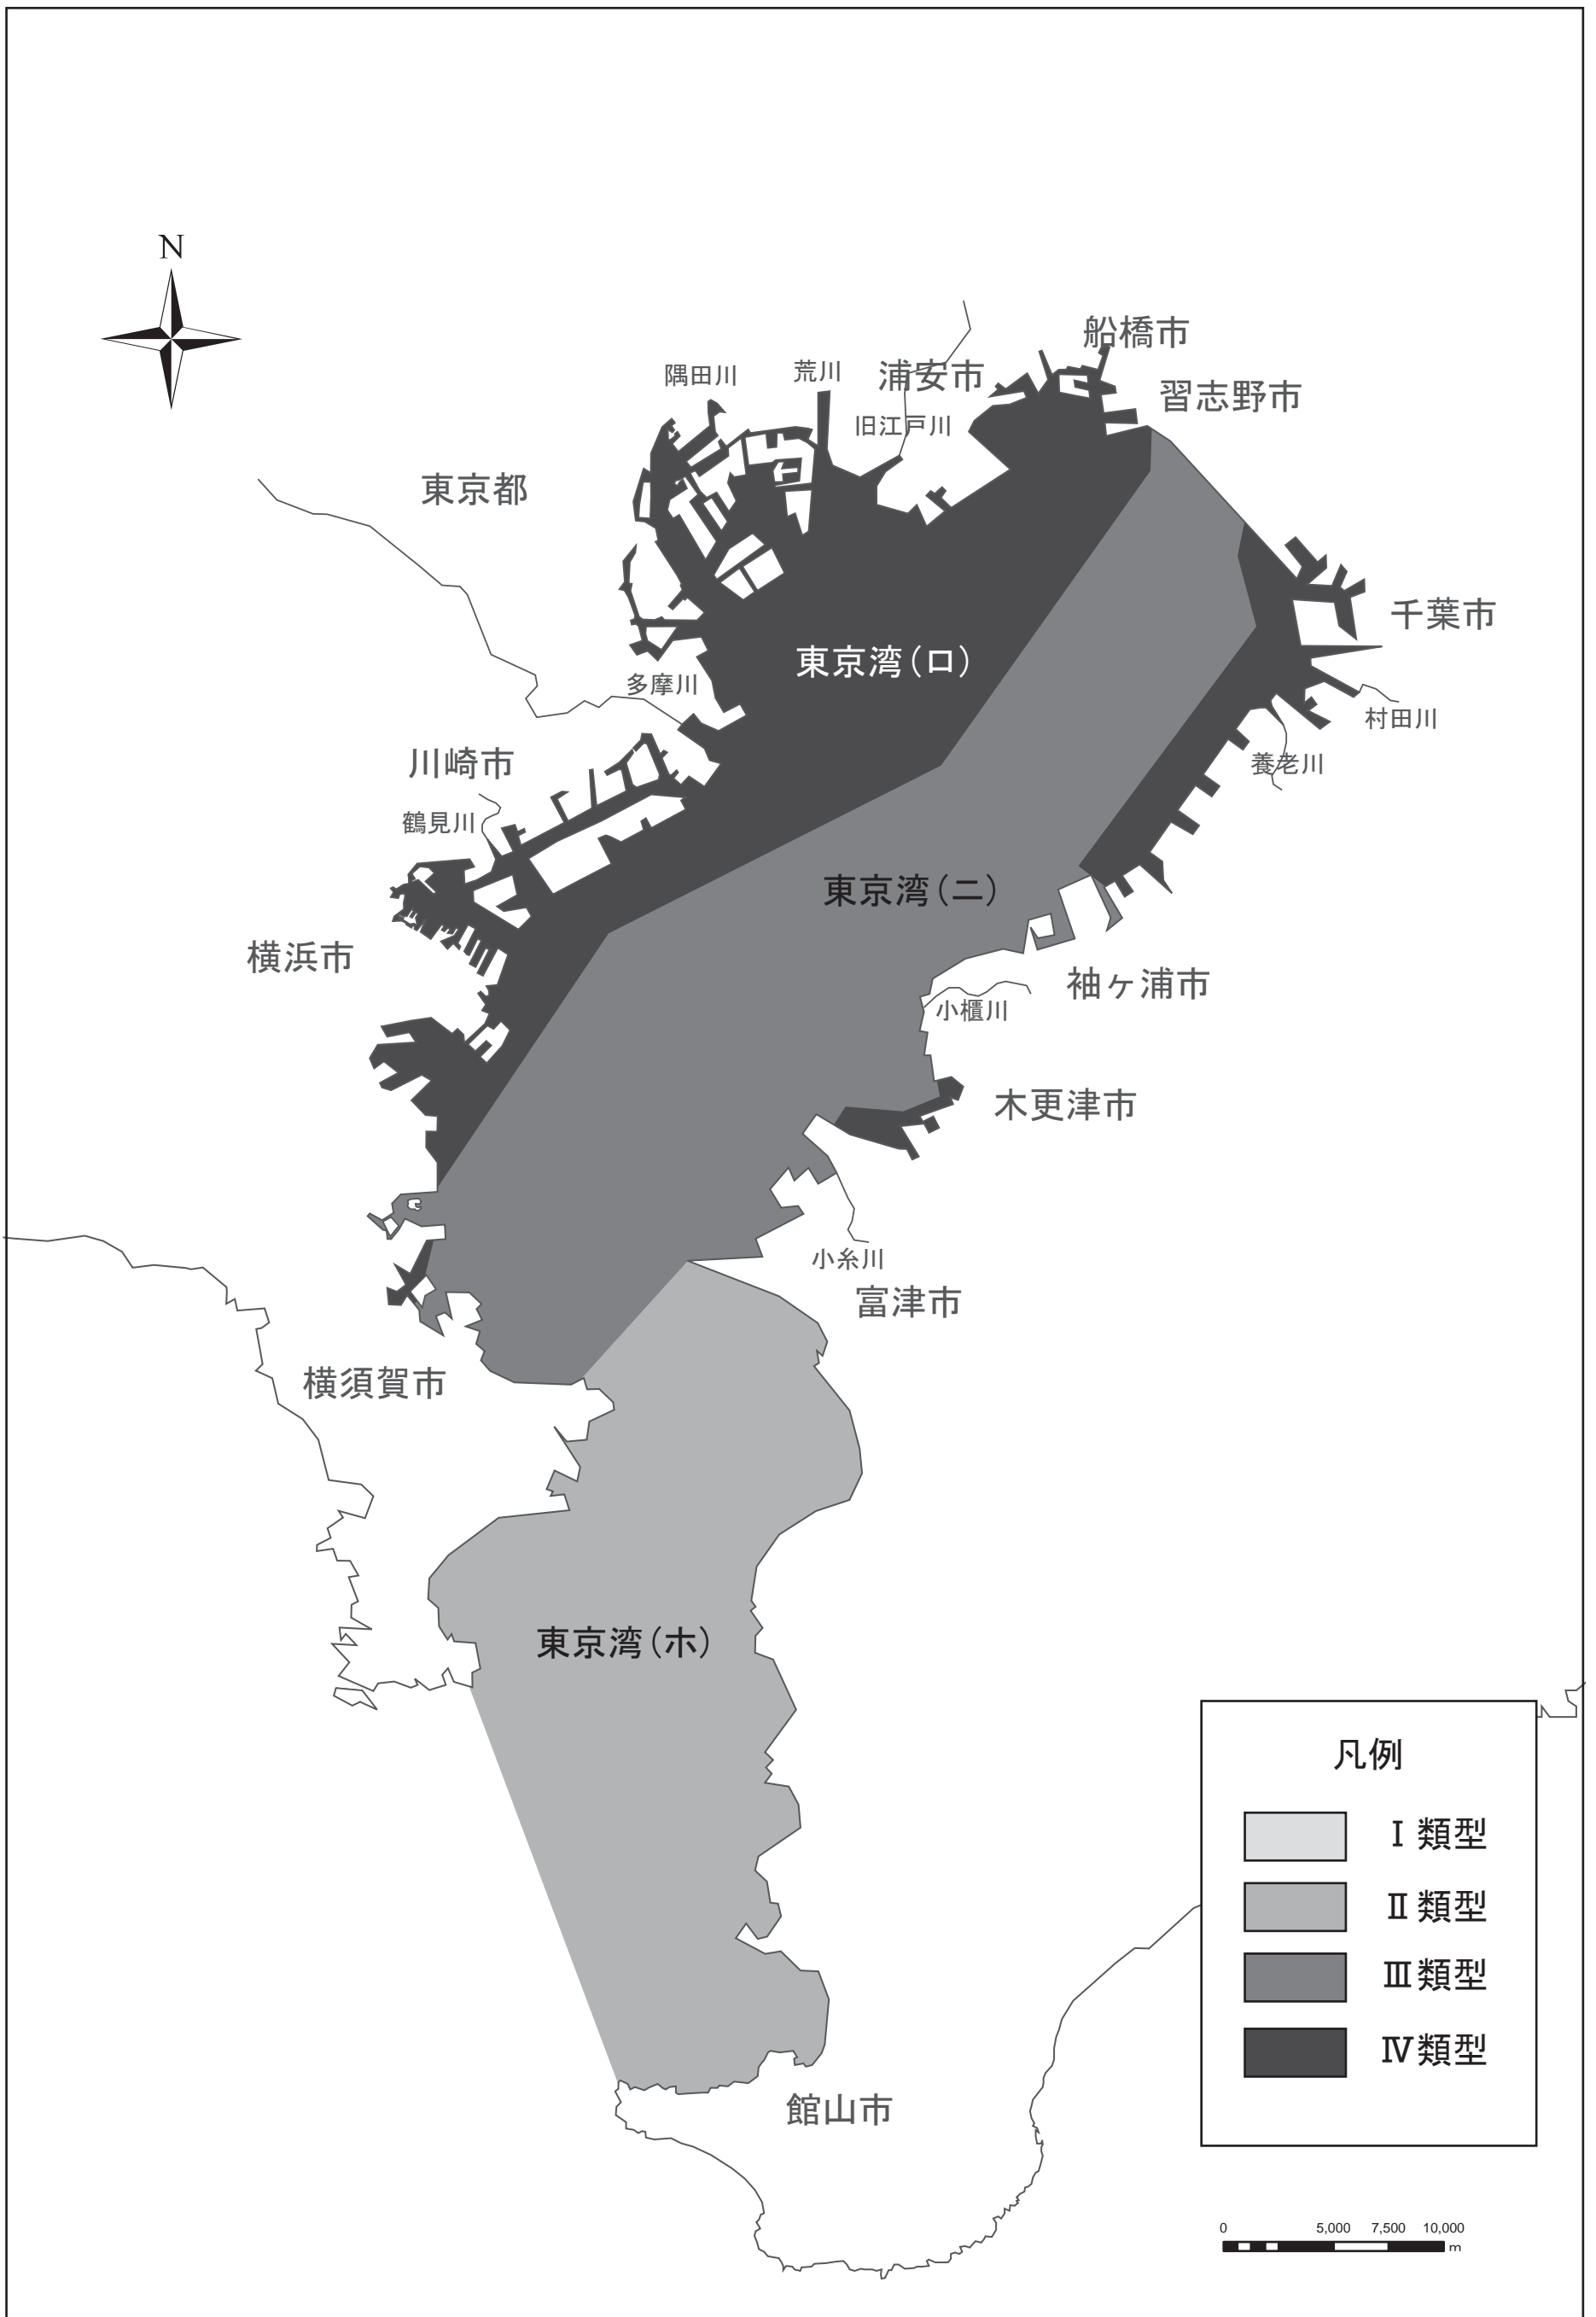 N
船橋市
隅田川
荒川
浦安市
習志野市
旧江戸川
東京都
千葉市
東京湾(ロ)
多摩川
村田川
川崎市
養老川
鶴見川
東京湾(ニ)
横浜市
袖ヶ浦市
小櫃川
木更津市
小糸川
富津市
横須賀市
東京湾(ホ)
館山市
凡例
Ⅰ類型
Ⅱ類型
Ⅲ類型
Ⅳ類型
0 5,000 7,500 10,000
m